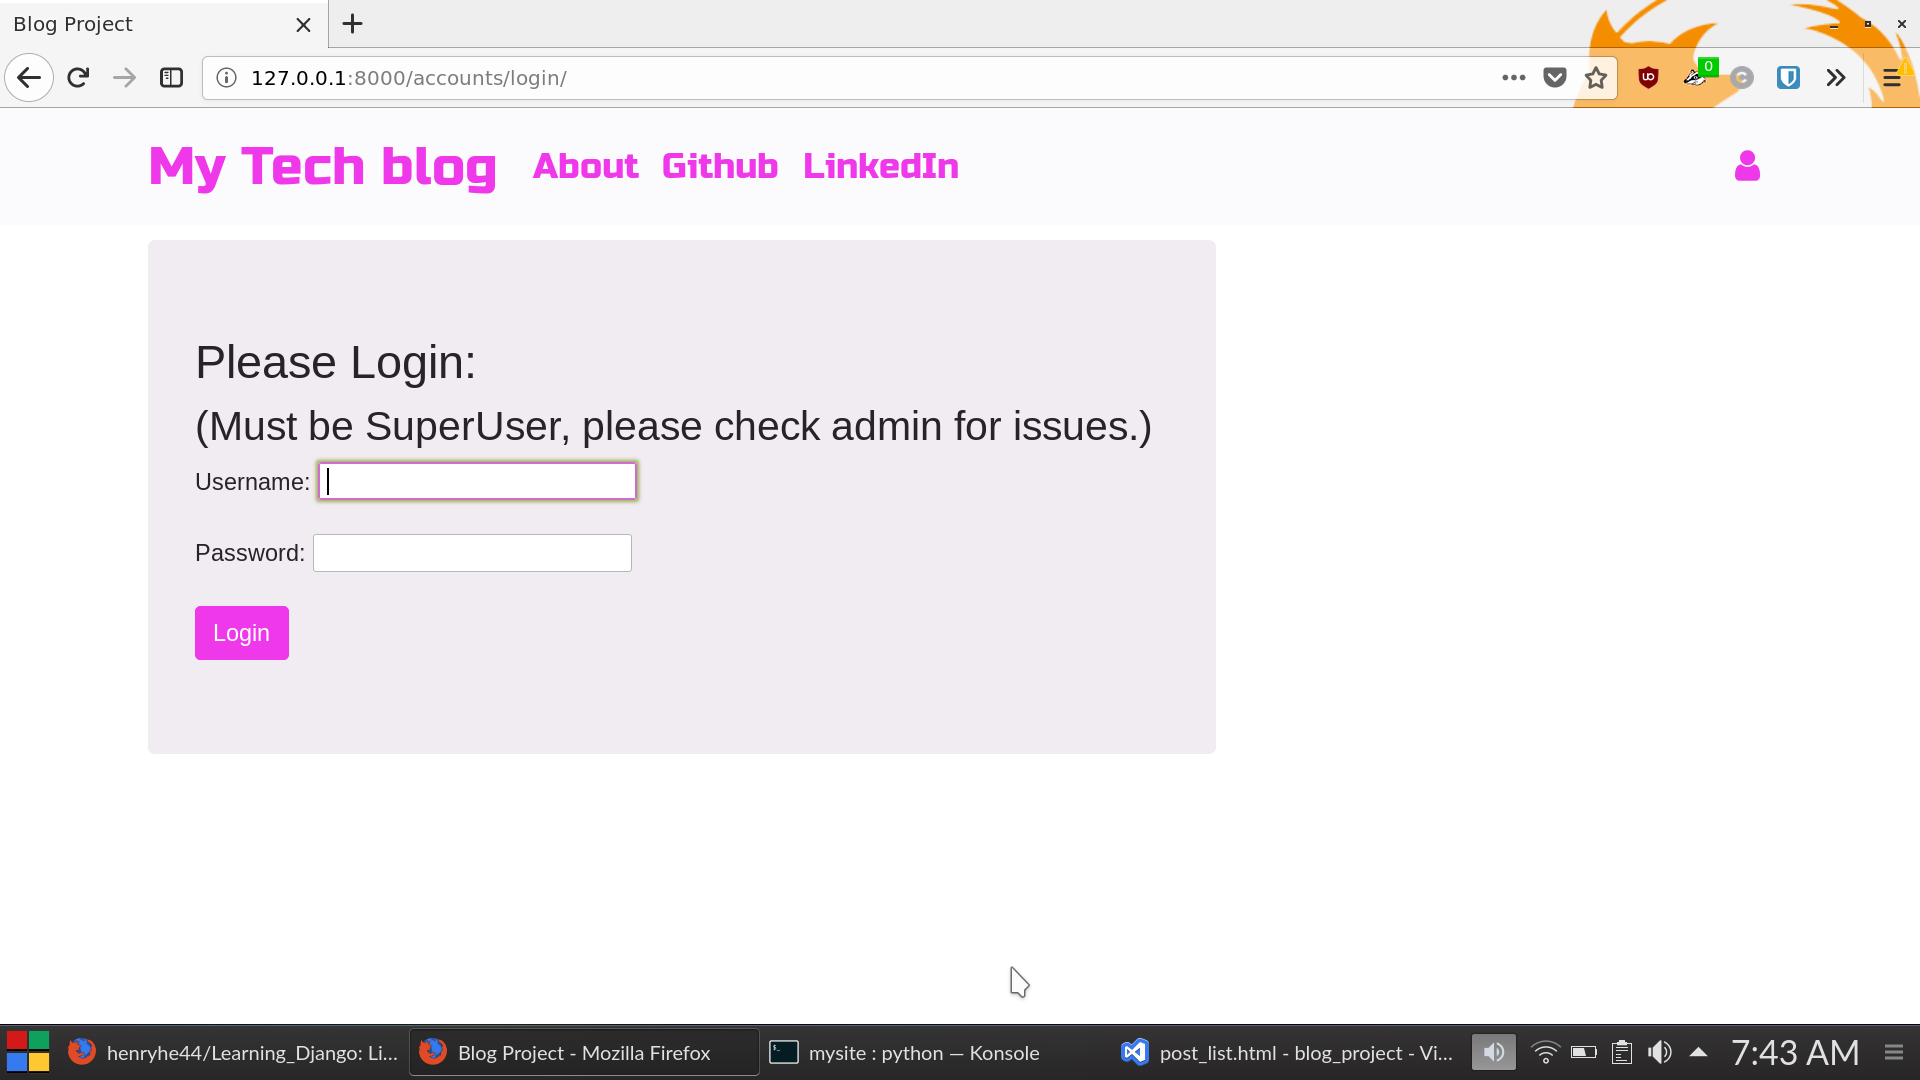 Blog Project
127.0.0.1:8000/accounts/login/
0
My Tech blog About Github LinkedIn
Please Login:
(Must be SuperUser, please check admin for issues.)
Username:
Password:
Login
henryhe44/Learning_Django: Li...
Blog Project - Mozilla Firefox
mysite : python — Konsole
post_list.html - blog_project - Vi...
7:43 AM